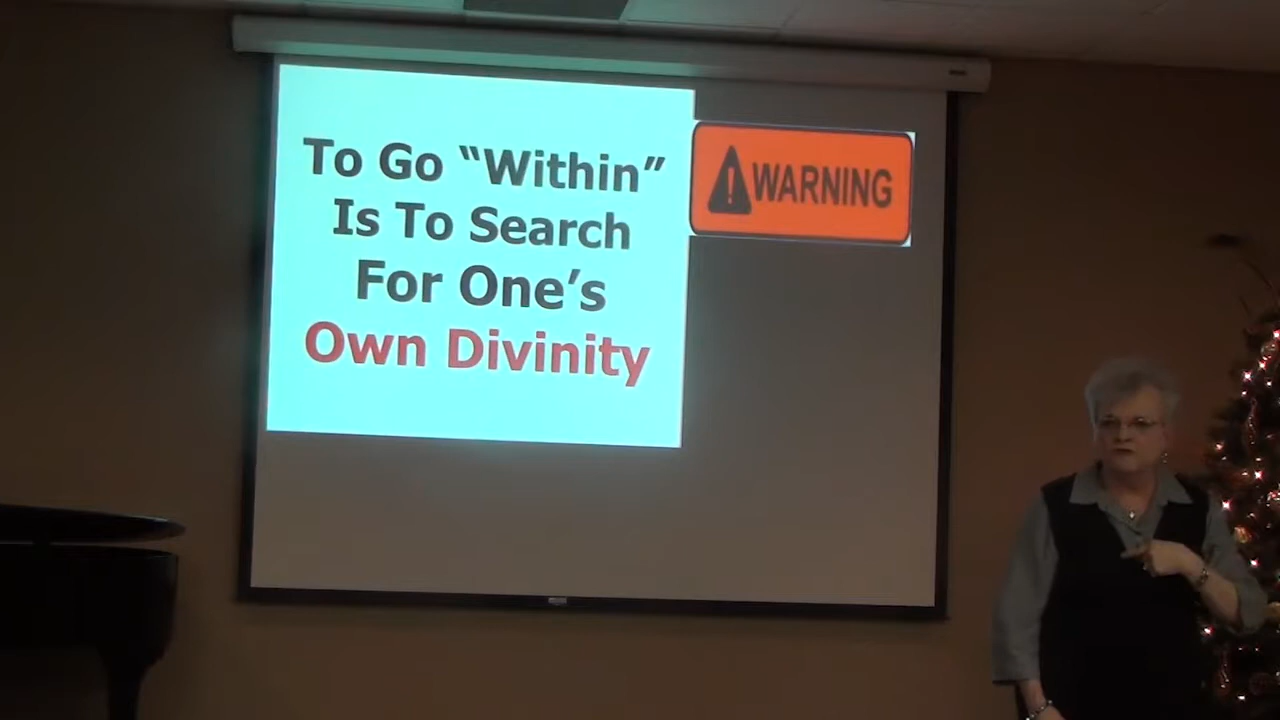 To Go “Within”
Is To Search
For One’s
Own Divinity
WARNING